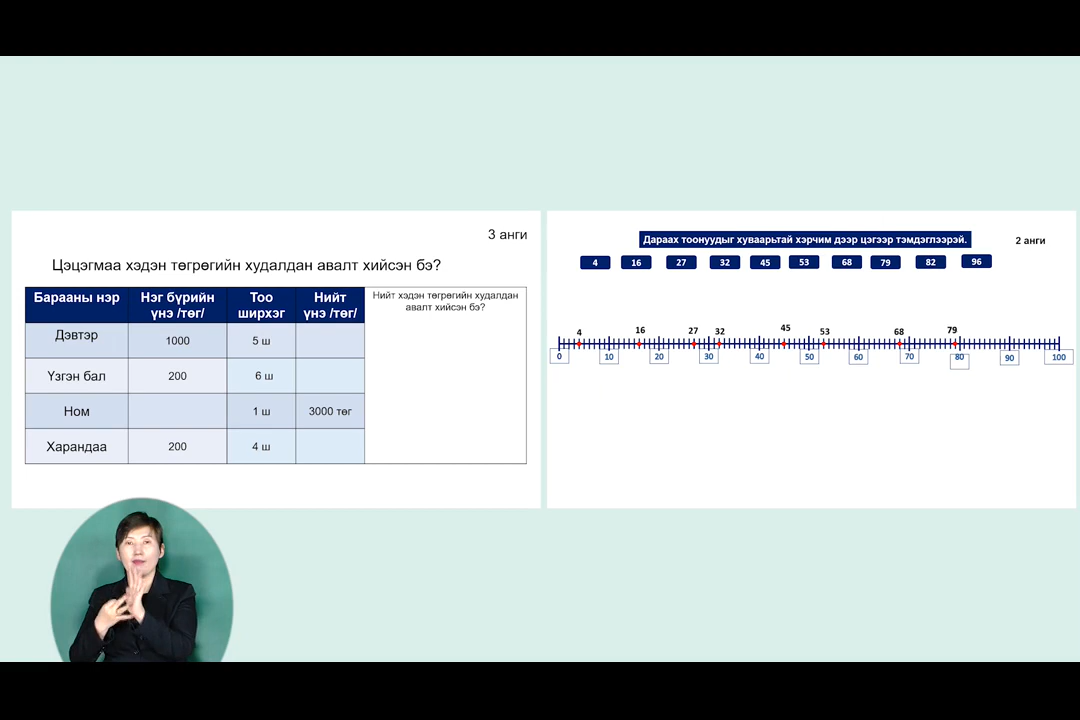 3 анги
Цэцэгмаа хэдэн төгрөгийн худалдан авалт хийсэн бэ?
Барааны нэр Нэг бүрийн үнэ /төг/ Тоо ширхэг Нийт үнэ /төг/ Нийт хэдэн төгрөгийн худалдан авалт хийсэн бэ?
Дэвтэр 1000 5 ш
Үзгэн бал 200 6 ш
Ном 1 ш 3000 төг
Харандаа 200 4 ш
Дараах тоонуудыг хуваарьтай хэрчим дээр цэгээр тэмдэглээрэй.
2 анги
4 16 27 32 45 53 68 79 82 96
4 16 27 32 45 53 68 79
0 10 20 30 40 50 60 70 80 90 100